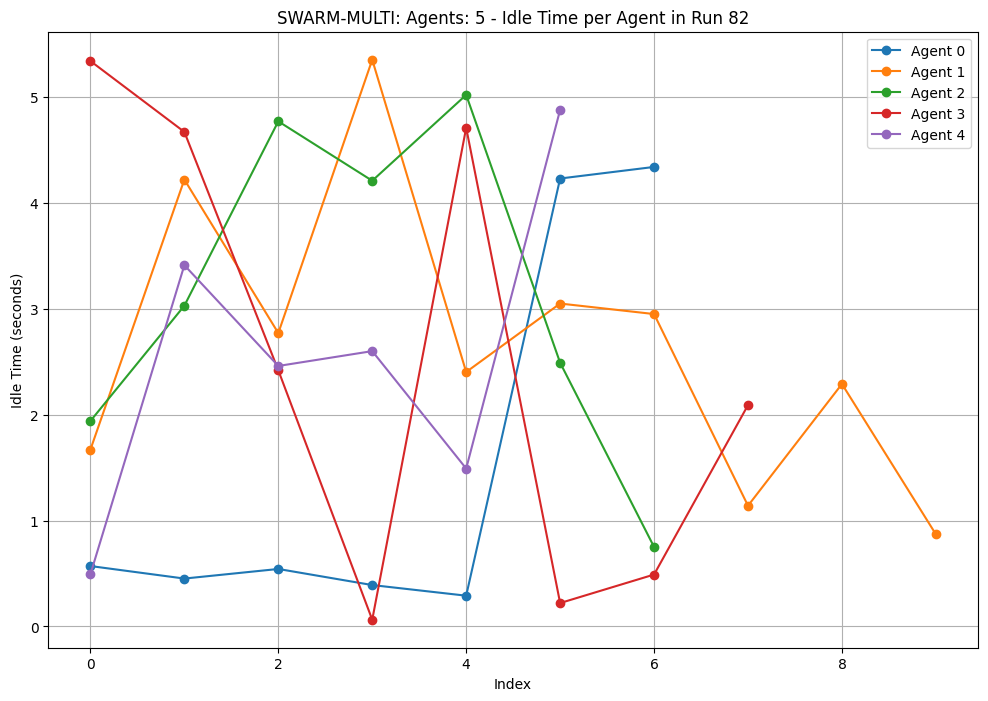 SWARM-MULTI: Agents: 5 - Idle Time per Agent in Run 82
Agent 0
Agent 1
Agent 2
Agent 3
Agent 4
Idle Time (seconds)
5
4
3
2
1
0
0 2 4 6 8
Index